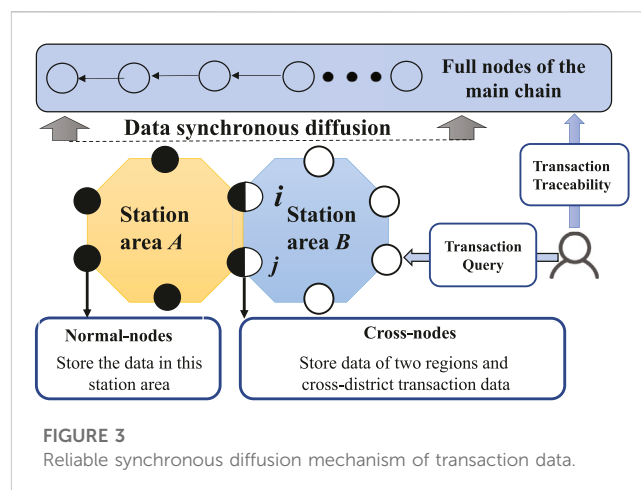 Full nodes of the
main chain
Data synchronous diffusion
Transaction
Traceability
Station
area A
i
j
Station
area B
Transaction
Query
Normal-nodes
Store the data in this
station area
Cross-nodes
Store data of two regions and
cross-district transaction data
FIGURE 3
Reliable synchronous diffusion mechanism of transaction data.